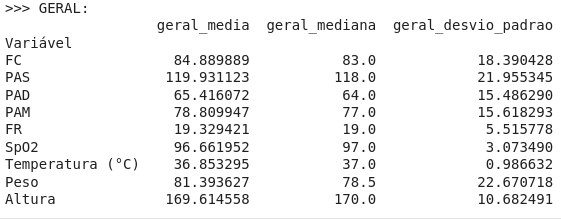 >>> GERAL:
geral_media geral_mediana geral_desvio_padrao
Variável
FC 84.889889 83.0 18.390428
PAS 119.931123 118.0 21.955345
PAD 65.416072 64.0 15.486290
PAM 78.809947 77.0 15.618293
FR 19.329421 19.0 5.515778
SpO2 96.661952 97.0 3.073490
Temperatura (°C) 36.853295 37.0 0.986632
Peso 81.393627 78.5 22.670718
Altura 169.614558 170.0 10.682491